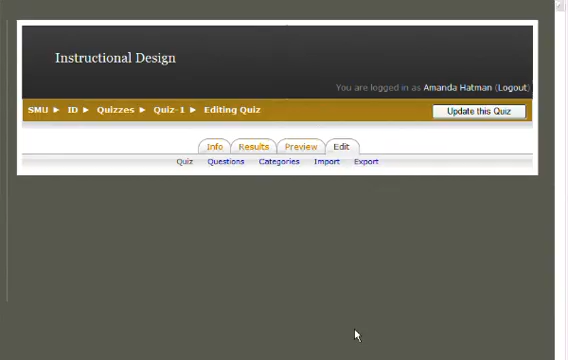 Instructional Design
You are logged in as Amanda Hatman (Logout)
SMU ► ID ► Quizzes ► Quiz-1 ► Editing Quiz
Update this Quiz
Info Results Preview Edit
Quiz Questions Categories Import Export